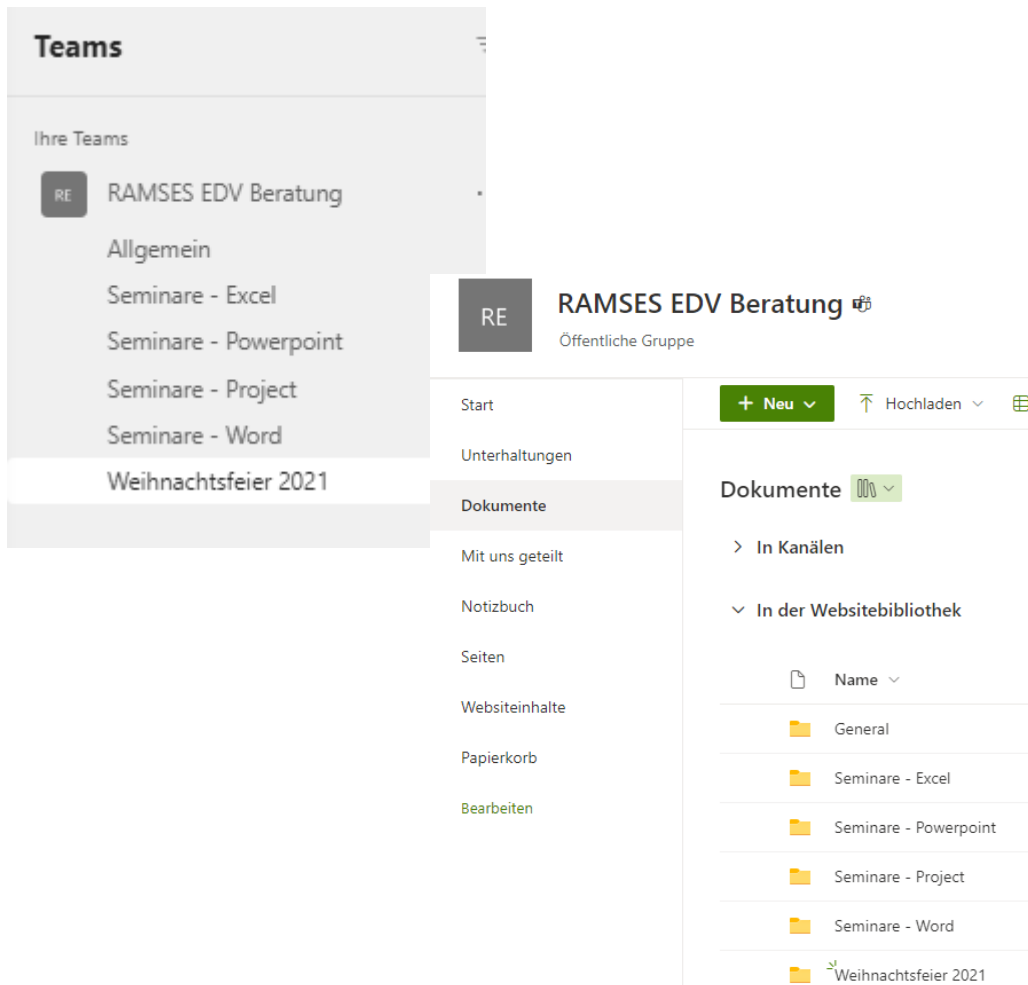 Teams
Ihre Teams
RE
RAMSES EDV Beratung
Allgemein
Seminare - Excel
Seminare - Powerpoint
Seminare - Project
Seminare - Word
Weihnachtsfeier 2021
RE
RAMSES EDV Beratung
Öffentliche Gruppe
Start
Unterhaltungen
Dokumente
Mit uns geteilt
Notizbuch
Seiten
Websiteinhalte
Papierkorb
Bearbeiten
+ Neu
Hochladen
Dokumente
In Kanälen
In der Websitebibliothek
Name
General
Seminare - Excel
Seminare - Powerpoint
Seminare - Project
Seminare - Word
Weihnachtsfeier 2021